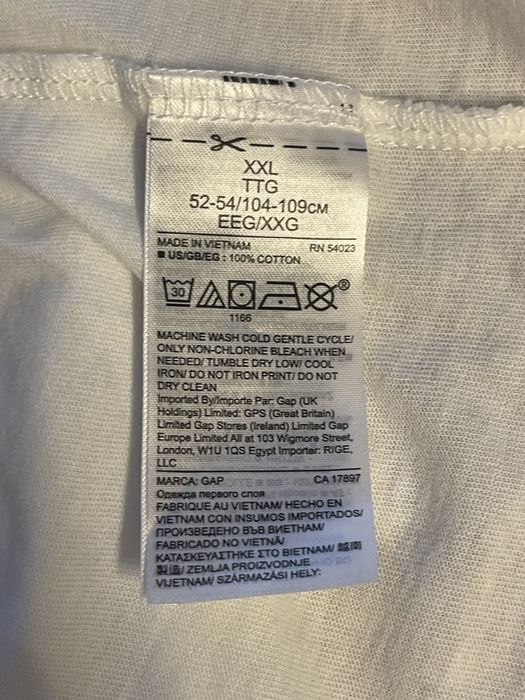 XXL
TTG
52-54/104-109CM
EEG/XXG
MADE IN VIETNAM RN 54023
■ US/GB/EG : 100% COTTON
30 ®
1166
MACHINE WASH COLD GENTLE CYCLE/
ONLY NON-CHLORINE BLEACH WHEN
NEEDED/ TUMBLE DRY LOW/ COOL
IRON/ DO NOT IRON PRINT/ DO NOT
DRY CLEAN
Imported By/Importe Par: Gap (UK
Holdings) Limited: GPS (Great Britain)
Limited Gap Stores (Ireland) Limited Gap
Europe Limited All at 103 Wigmore Street,
London, W1U 1QS Egypt Importer: RIGE,
LLC
MARCA: GAP CA 17897
Одежда первого слоя
FABRIQUE AU VIETNAM/ HECHO EN
VIETNAM CON INSUMOS IMPORTADOS/
ПРОИЗВЕДЕНО ВЪВ ВИЕТНАМ/
FABRICADO NO VIETNÃ/
ΚΑΤΑΣΚΕΥΑΣΤΗΚΕ ΣΤΟ ΒΙΕΤΝΑΜ/ 越南
製造/ ZEMLJA PROIZVODNJE
VIJETNAM/ SZÁRMAZÁSI HELY: